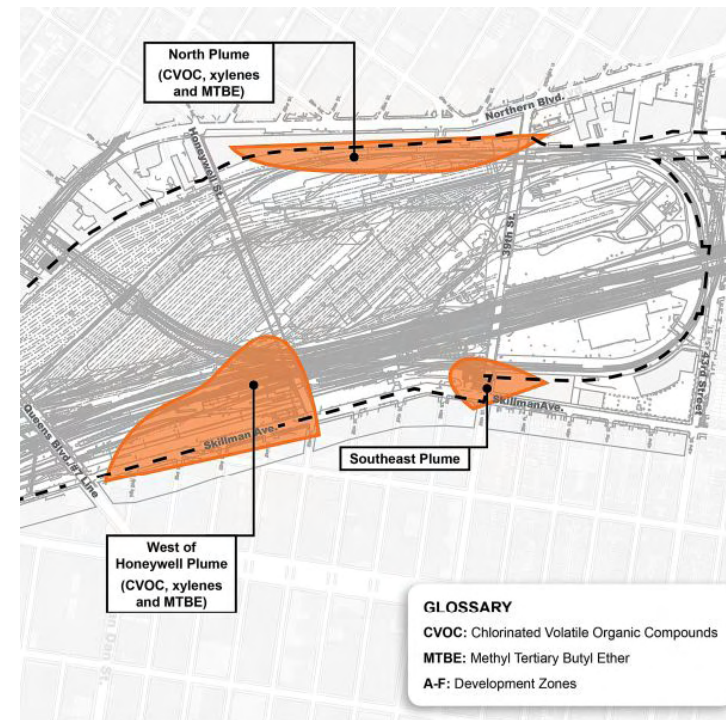 North Plume
(CVOC, xylenes
and MTBE)
Northern Blvd.
Honeywell St.
39th St.
43rd Street
Skillman Ave.
Queens Blvd./#7 Line
Skillman Ave.
Southeast Plume
West of
Honeywell Plume
(CVOC, xylenes
and MTBE)
GLOSSARY
CVOC: Chlorinated Volatile Organic Compounds
MTBE: Methyl Tertiary Butyl Ether
A-F: Development Zones